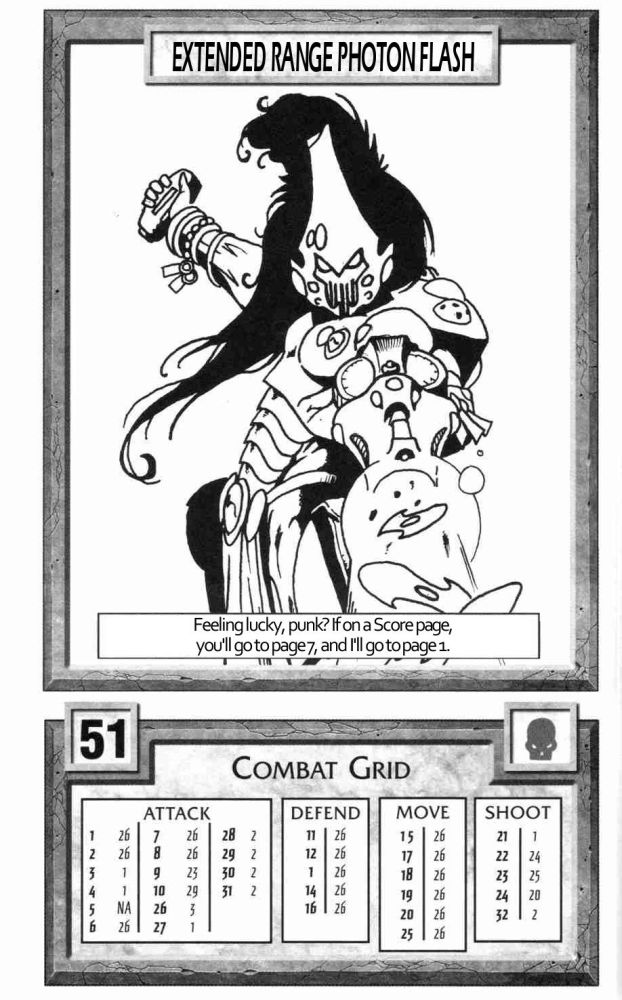 EXTENDED RANGE PHOTON FLASH
Feeling lucky, punk? If on a Score page,
you'll go to page 7, and I'll go to page 1.
51
COMBAT GRID
ATTACK
1 26 7 26 28 2
2 26 8 26 29 2
3 1 9 23 30 2
4 1 10 29 31 2
5 NA 26 3
6 26 27 1
DEFEND
11 26
12 26
1 26
14 26
16 26
MOVE
15 26
17 26
18 26
19 26
20 26
25 26
SHOOT
21 1
22 24
23 25
24 20
32 2